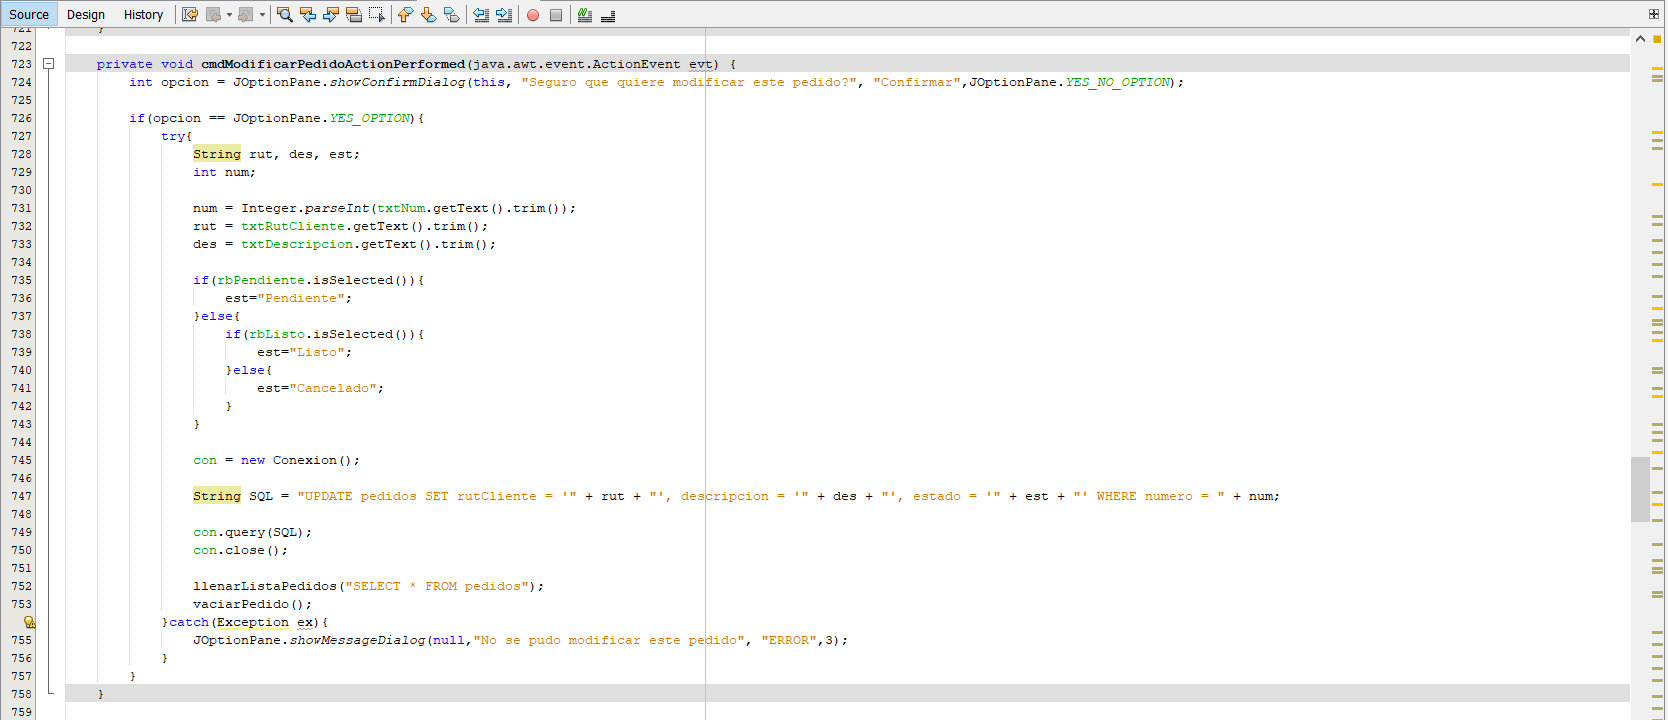 Source Design History
721 }
722
723 private void cmdModificarPedidoActionPerformed(java.awt.event.ActionEvent evt) {
724 int opcion = JOptionPane.showConfirmDialog(this, "Seguro que quiere modificar este pedido?", "Confirmar",JOptionPane.YES_NO_OPTION);
725
726 if(opcion == JOptionPane.YES_OPTION){
727 try{
728 String rut, des, est;
729 int num;
730
731 num = Integer.parseInt(txtNum.getText().trim());
732 rut = txtRutCliente.getText().trim();
733 des = txtDescripcion.getText().trim();
734
735 if(rbPendiente.isSelected()){
736 est="Pendiente";
737 }else{
738 if(rbListo.isSelected()){
739 est="Listo";
740 }else{
741 est="Cancelado";
742 }
743 }
744
745 con = new Conexion();
746
747 String SQL = "UPDATE pedidos SET rutCliente = '" + rut + "', descripcion = '" + des + "', estado = '" + est + "' WHERE numero = " + num;
748
749 con.query(SQL);
750 con.close();
751
752 llenarListaPedidos("SELECT * FROM pedidos");
753 vaciarPedido();
}catch(Exception ex){
755 JOptionPane.showMessageDialog(null,"No se pudo modificar este pedido", "ERROR",3);
756 }
757 }
758 }
759